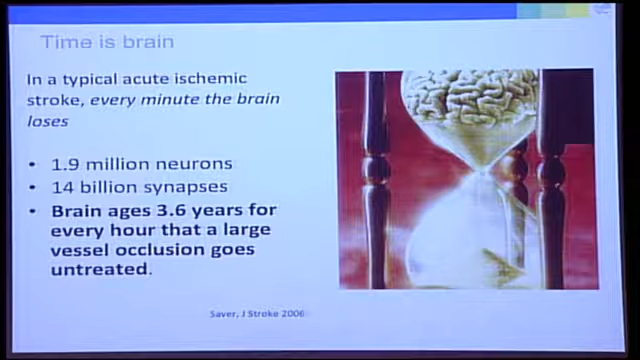 Time is brain
In a typical acute ischemic
stroke, every minute the brain
loses
• 1.9 million neurons
• 14 billion synapses
• Brain ages 3.6 years for
every hour that a large
vessel occlusion goes
untreated.
Saver, J Stroke 2006